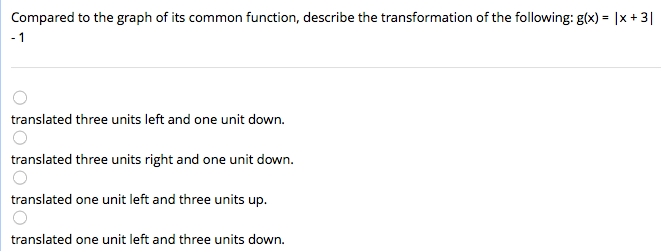 Compared to the graph of its common function, describe the transformation of the following: g(x) = |x + 3|
- 1
translated three units left and one unit down.
translated three units right and one unit down.
translated one unit left and three units up.
translated one unit left and three units down.